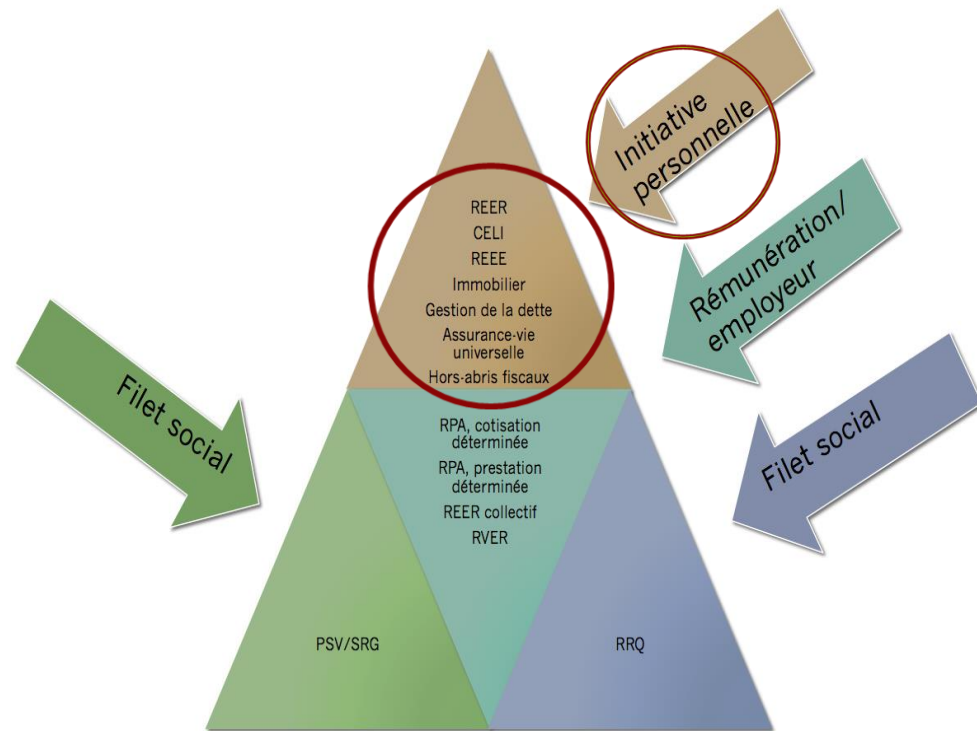 Initiative
personnelle
REER
CELI
REEE
Immobilier
Gestion de la dette
Assurance-vie
universelle
Hors-abris fiscaux
Rémunération/
employeur
Filet social
Filet social
RPA, cotisation
déterminée
RPA, prestation
déterminée
REER collectif
RVER
PSV/SRG
RRQ